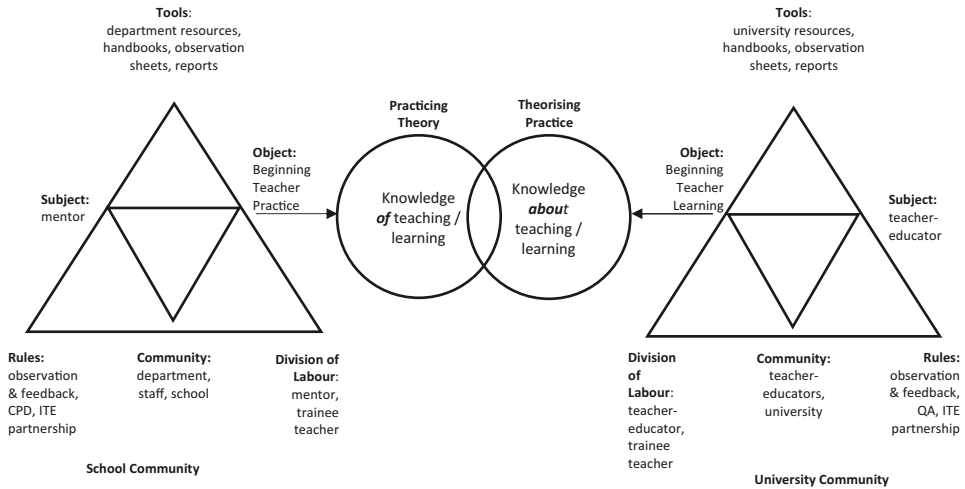 Tools:
department resources,
handbooks, observation
sheets, reports
Subject:
mentor
Object:
Beginning
Teacher
Practice
Rules:
observation
& feedback,
CPD, ITE
partnership
Community:
department,
staff, school
Division of
Labour:
mentor,
trainee
teacher
School Community
Practicing
Theory
Knowledge
of teaching /
learning
Theorising
Practice
Knowledge
about
teaching /
learning
Tools:
university resources,
handbooks, observation
sheets, reports
Object:
Beginning
Teacher
Learning
Subject:
teacher-
educator
Division
of
Labour:
teacher-
educator,
trainee
teacher
Community:
teacher-
educators,
university
Rules:
observation
& feedback,
QA, ITE
partnership
University Community